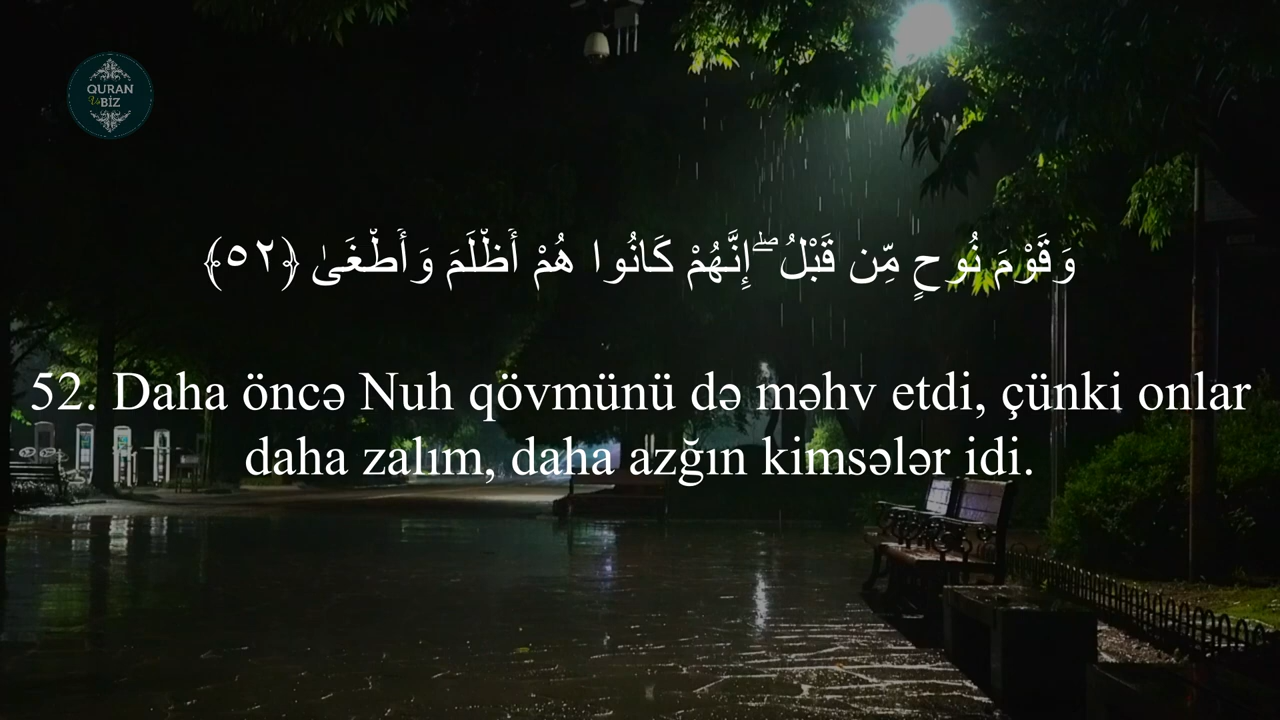 QURAN
Və BİZ
وَقَوْمَ نُوحٍ مِّن قَبْلُ ۖ إِنَّهُمْ كَانُوا هُمْ أَظْلَمَ وَأَطْغَىٰ ﴿٥٢﴾
52. Daha öncə Nuh qövmünü də məhv etdi, çünki onlar
daha zalım, daha azğın kimsələr idi.